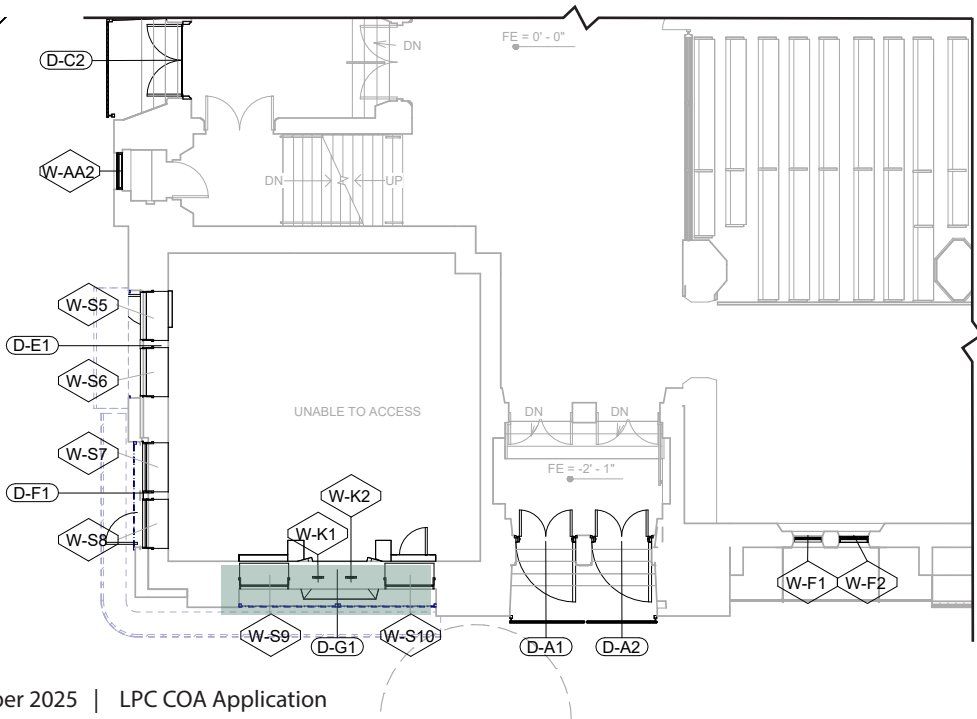 FE = 0' - 0"
DN
D-C2
W-AA2
DN
UP
W-S5
D-E1
W-S6
UNABLE TO ACCESS
DN
DN
W-S7
FE = -2' - 1"
D-F1
W-K2
W-K1
W-S8
W-F1
W-F2
W-S9
D-G1
W-S10
D-A1
D-A2
2025 | LPC COA Application